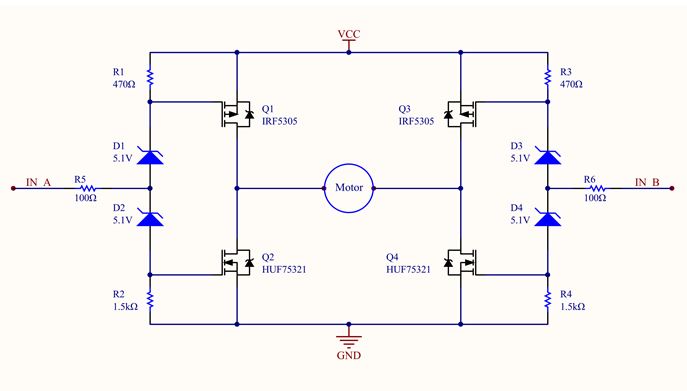 VCC
R1
470Ω
R3
470Ω
Q1
IRF5305
Q3
IRF5305
D1
5.1V
D3
5.1V
IN A
R5
100Ω
Motor
R6
100Ω
IN B
D2
5.1V
D4
5.1V
Q2
HUF75321
Q4
HUF75321
R2
1.5kΩ
R4
1.5kΩ
GND